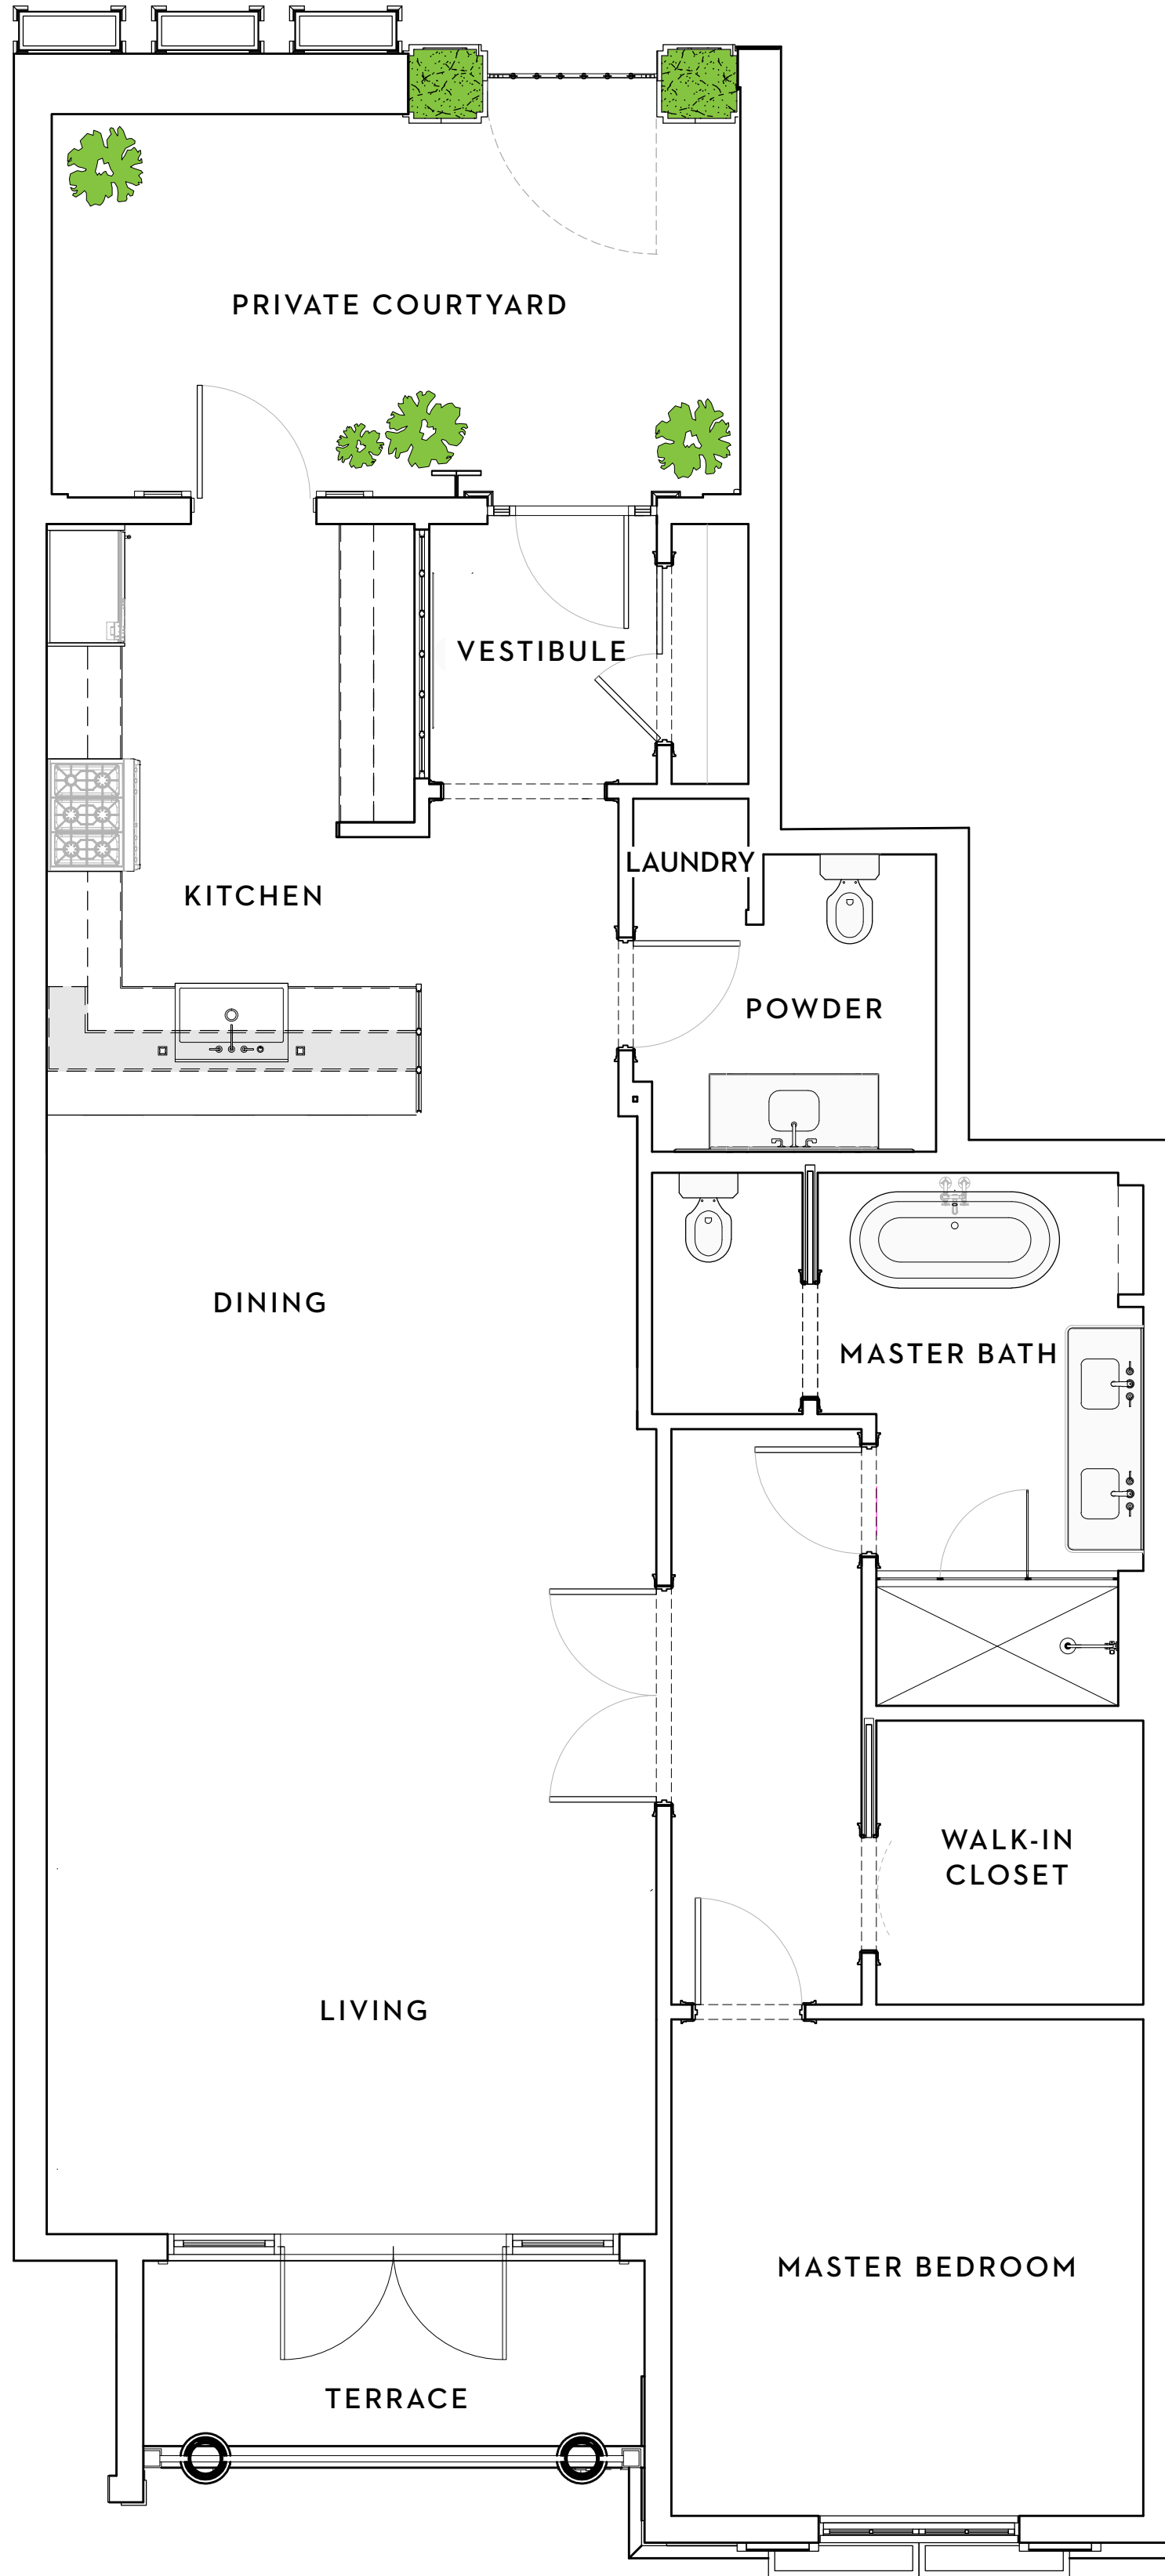 PRIVATE COURTYARD
VESTIBULE
LAUNDRY
KITCHEN
POWDER
DINING
MASTER BATH
WALK-IN
CLOSET
LIVING
MASTER BEDROOM
TERRACE